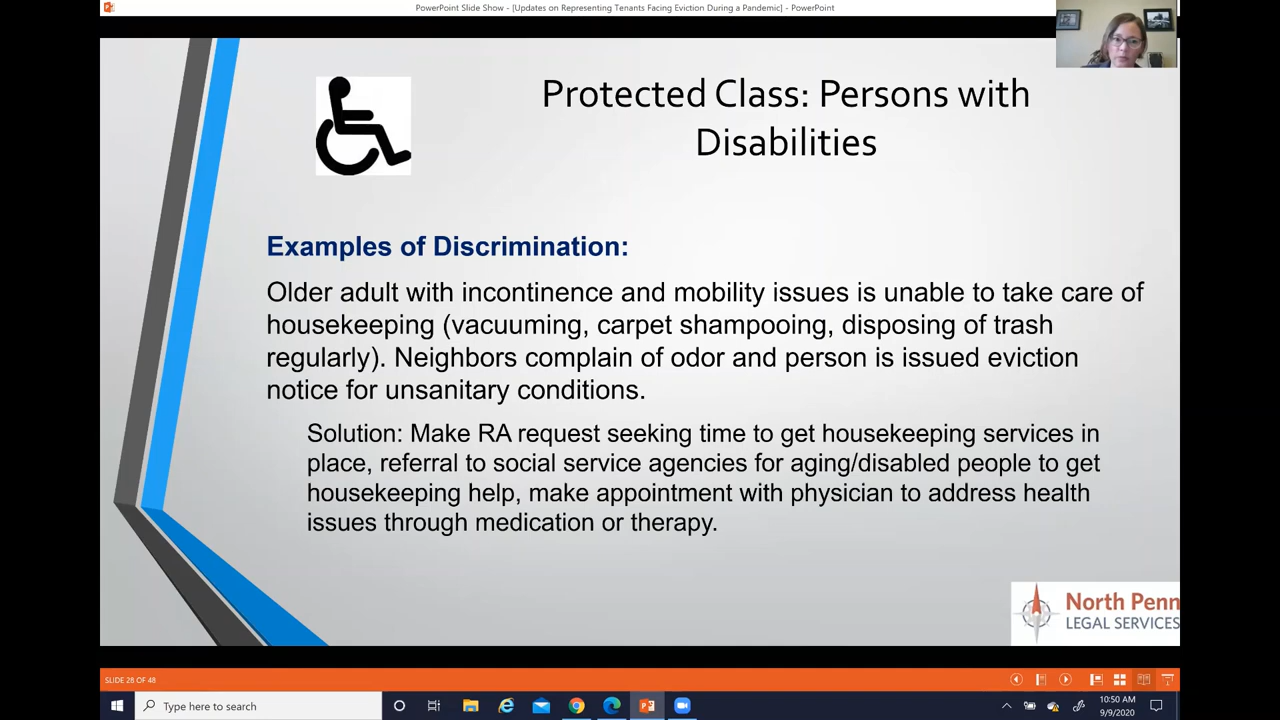 PowerPoint Slide Show - [Updates on Representing Tenants Facing Eviction During a Pandemic] - PowerPoint
Protected Class: Persons with
Disabilities
Examples of Discrimination:
Older adult with incontinence and mobility issues is unable to take care of
housekeeping (vacuuming, carpet shampooing, disposing of trash
regularly). Neighbors complain of odor and person is issued eviction
notice for unsanitary conditions.
Solution: Make RA request seeking time to get housekeeping services in
place, referral to social service agencies for aging/disabled people to get
housekeeping help, make appointment with physician to address health
issues through medication or therapy.
North Penn
LEGAL SERVICES
SLIDE 28 OF 48
Type here to search
10:50 AM
9/9/2020